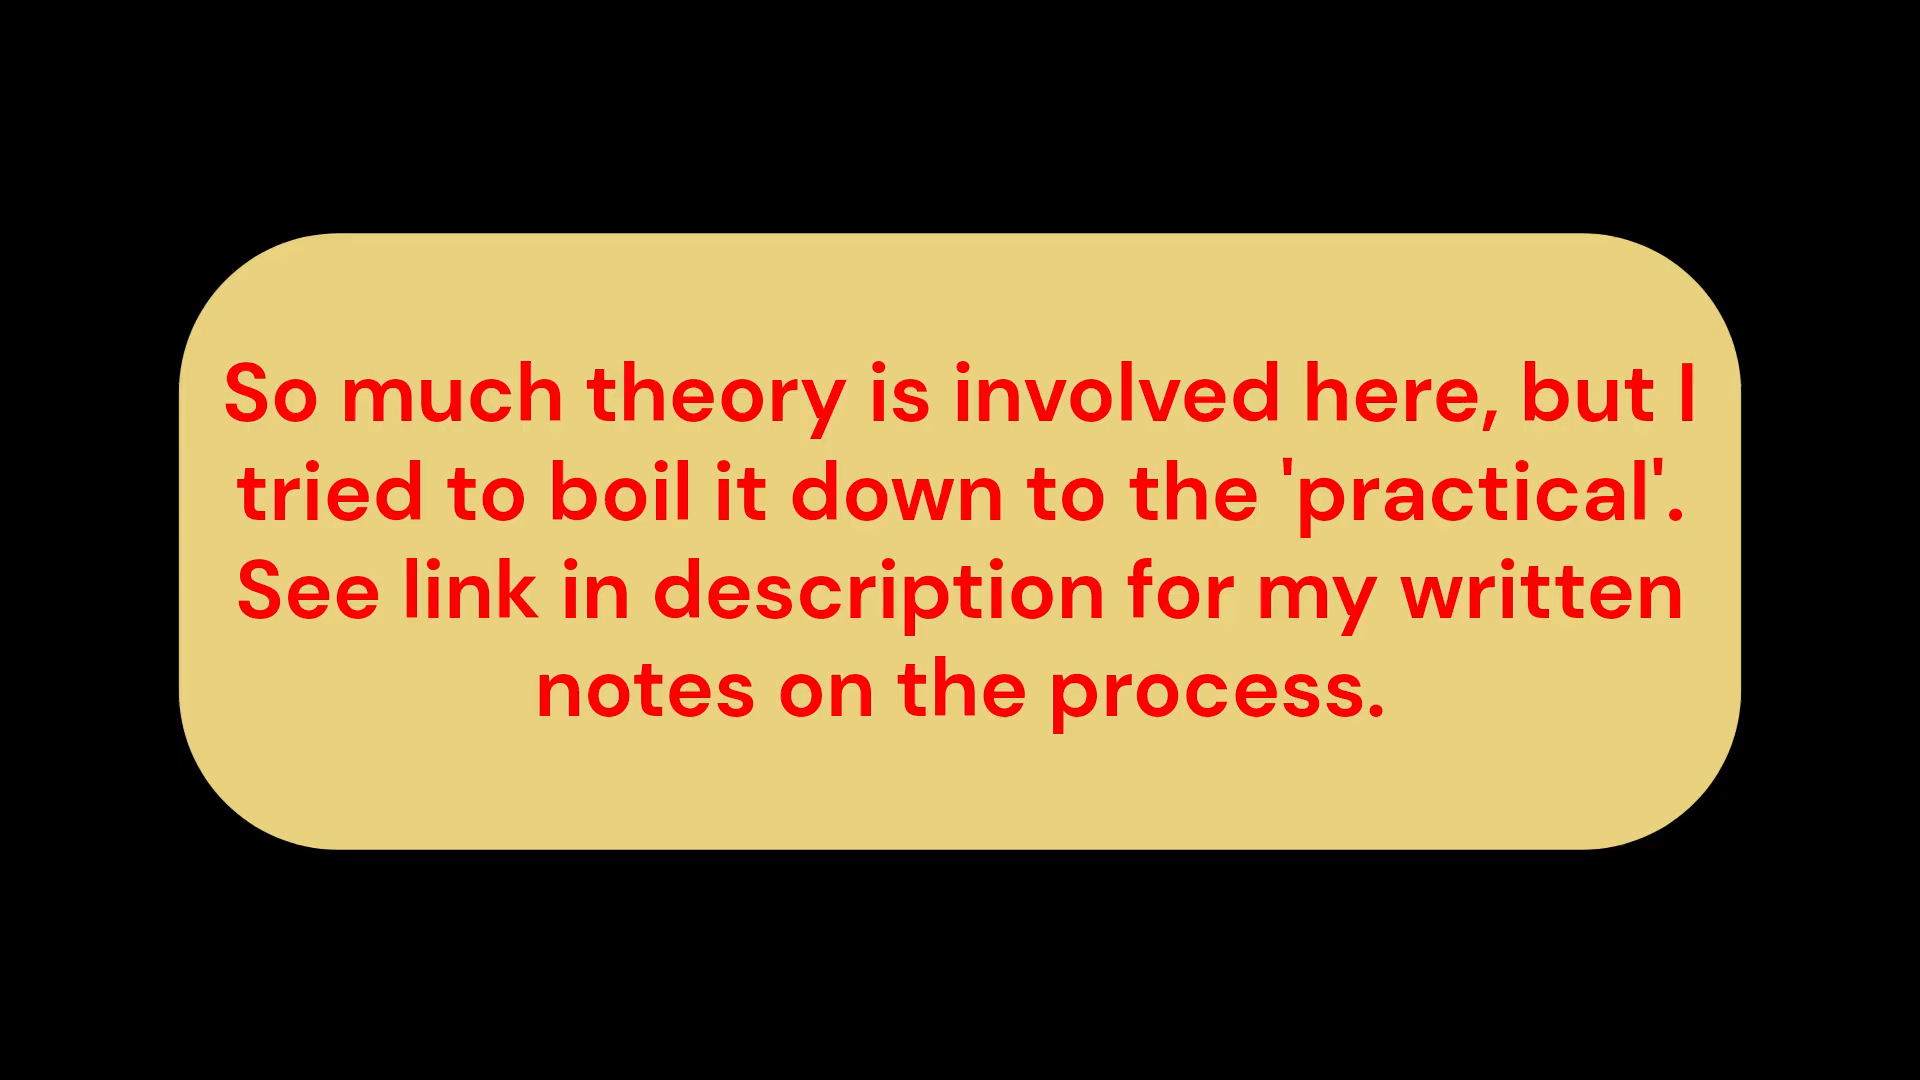 So much theory is involved here, but I
tried to boil it down to the 'practical'.
See link in description for my written
notes on the process.